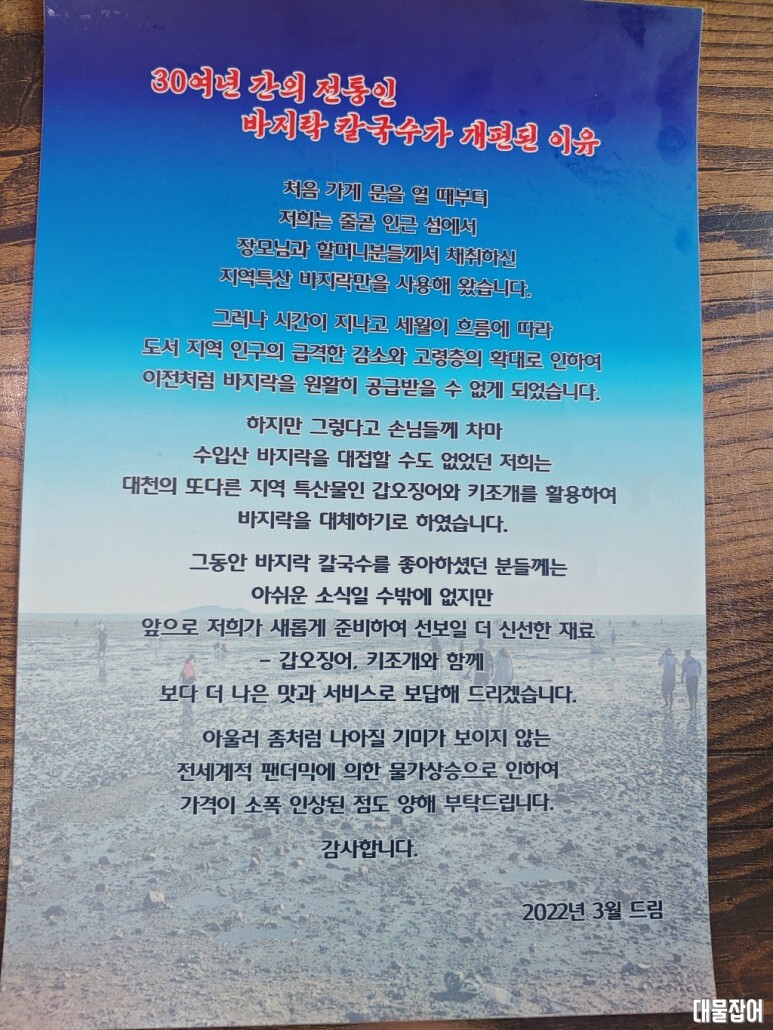 30여년 간의 전통인
바지락 칼국수가 개편된 이유
처음 가게 문을 열 때부터
저희는 줄곧 인근 섬에서
장모님과 할머니분들께서 채취하신
지역특산 바지락만을 사용해 왔습니다.
그러나 시간이 지나고 세월이 흐름에 따라
도서 지역 인구의 급격한 감소와 고령층의 확대로 인하여
이전처럼 바지락을 원활히 공급받을 수 없게 되었습니다.
하지만 그렇다고 손님들께 차마
수입산 바지락을 대접할 수도 없었던 저희는
대천의 또다른 지역 특산물인 갑오징어와 키조개를 활용하여
바지락을 대체하기로 하였습니다.
그동안 바지락 칼국수를 좋아하셨던 분들께는
아쉬운 소식일 수밖에 없지만
앞으로 저희가 새롭게 준비하여 선보일 더 신선한 재료
- 갑오징어, 키조개와 함께
보다 더 나은 맛과 서비스로 보답해 드리겠습니다.
아울러 좀처럼 나아질 기미가 보이지 않는
전세계적 팬더믹에 의한 물가상승으로 인하여
가격이 소폭 인상된 점도 양해 부탁드립니다.
감사합니다.
2022년 3월 드림
대물잡어